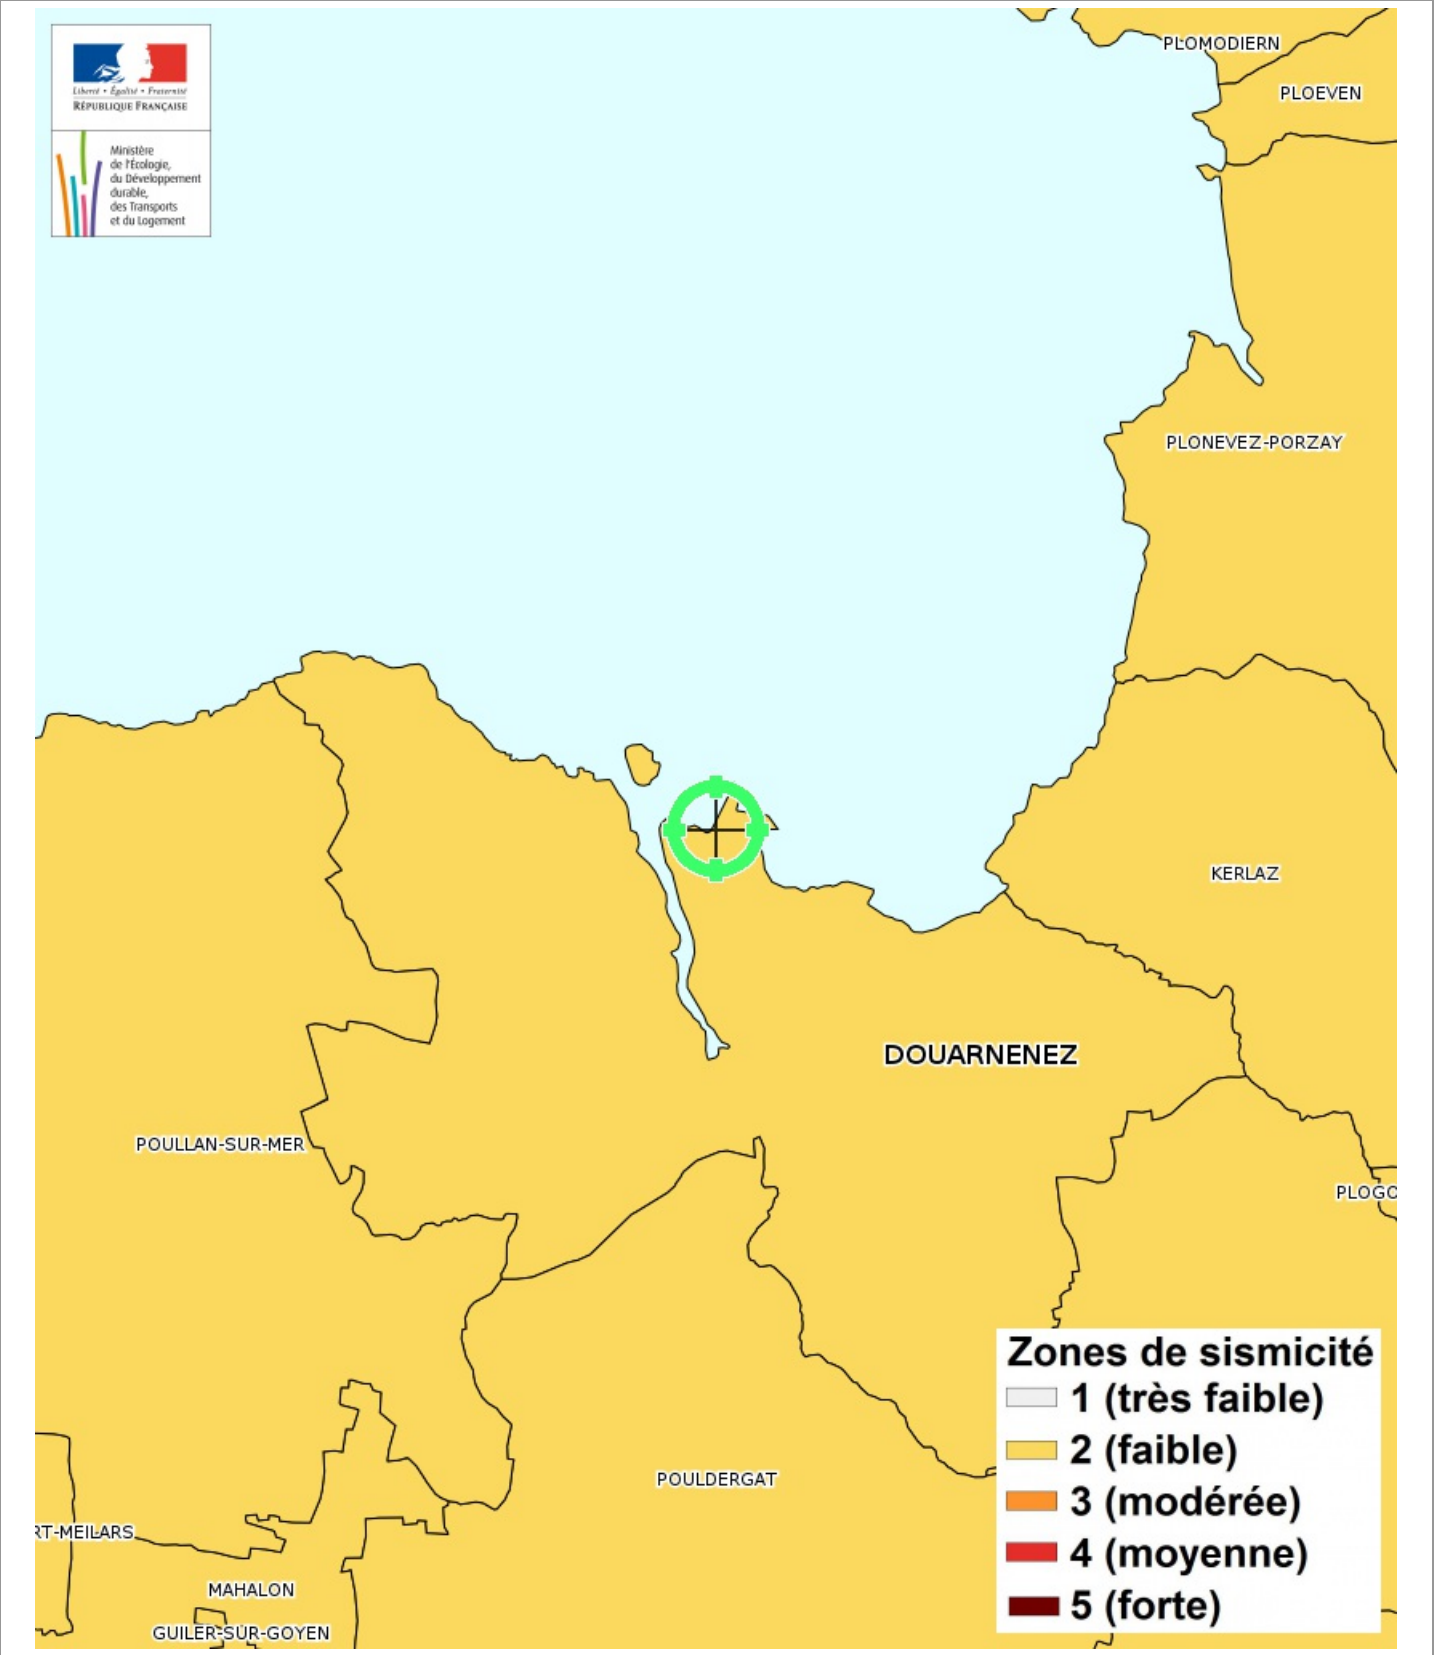 PLOMODIERN
Liberté • Égalité • Fraternité
RÉPUBLIQUE FRANÇAISE
PLOEVEN
Ministère
de l'Écologie,
du Développement
durable,
des Transports
et du Logement
PLONEVEZ-PORZAY
KERLAZ
DOUARNENEZ
POULLAN-SUR-MER
PLOGO
Zones de sismicité
1 (très faible)
2 (faible)
3 (modérée)
4 (moyenne)
5 (forte)
POULDERGAT
RT-MEILARS
MAHALON
GUILER-SUR-GOYEN